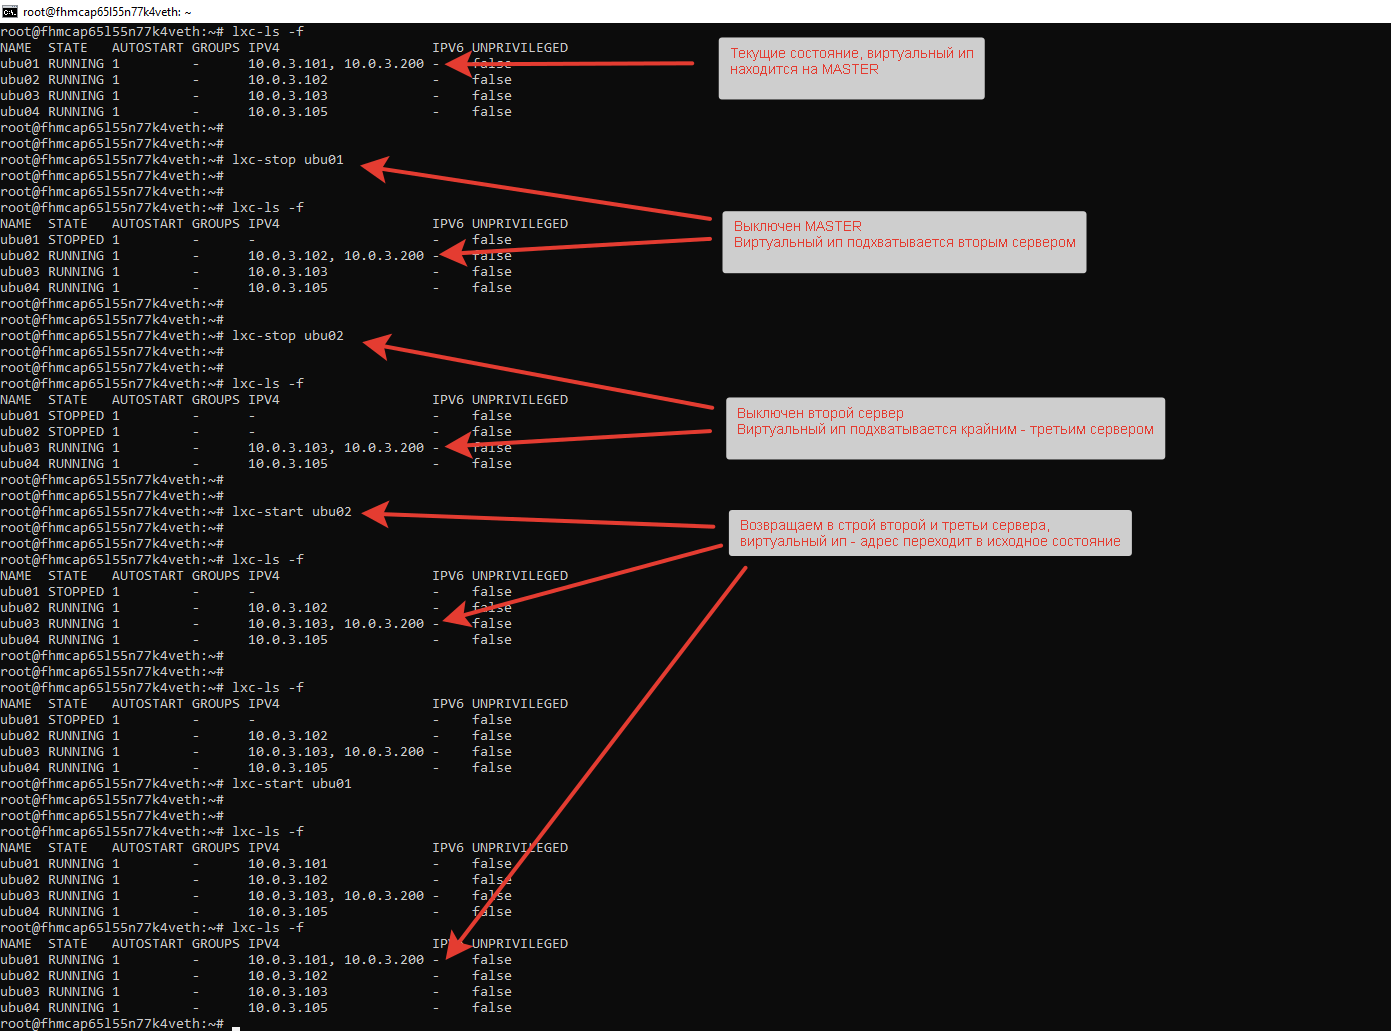 root@fhmcap65l55n77k4veth: ~
root@fhmcap65l55n77k4veth:~# lxc-ls -f
NAME  STATE   AUTOSTART GROUPS IPV4                   IPV6 UNPRIVILEGED
ubu01 RUNNING 1         -      10.0.3.101, 10.0.3.200 -    false
ubu02 RUNNING 1         -      10.0.3.102             -    false
ubu03 RUNNING 1         -      10.0.3.103             -    false
ubu04 RUNNING 1         -      10.0.3.105             -    false
Текущие состояние, виртуальный ип
находится на MASTER
root@fhmcap65l55n77k4veth:~#
root@fhmcap65l55n77k4veth:~#
root@fhmcap65l55n77k4veth:~# lxc-stop ubu01
root@fhmcap65l55n77k4veth:~#
root@fhmcap65l55n77k4veth:~#
root@fhmcap65l55n77k4veth:~# lxc-ls -f
NAME  STATE   AUTOSTART GROUPS IPV4                   IPV6 UNPRIVILEGED
ubu01 STOPPED 1         -      -                      -    false
ubu02 RUNNING 1         -      10.0.3.102, 10.0.3.200 -    false
ubu03 RUNNING 1         -      10.0.3.103             -    false
ubu04 RUNNING 1         -      10.0.3.105             -    false
Выключен MASTER
Виртуальный ип подхватывается вторым сервером
root@fhmcap65l55n77k4veth:~#
root@fhmcap65l55n77k4veth:~#
root@fhmcap65l55n77k4veth:~# lxc-stop ubu02
root@fhmcap65l55n77k4veth:~#
root@fhmcap65l55n77k4veth:~#
root@fhmcap65l55n77k4veth:~# lxc-ls -f
NAME  STATE   AUTOSTART GROUPS IPV4                   IPV6 UNPRIVILEGED
ubu01 STOPPED 1         -      -                      -    false
ubu02 STOPPED 1         -      -                      -    false
ubu03 RUNNING 1         -      10.0.3.103, 10.0.3.200 -    false
ubu04 RUNNING 1         -      10.0.3.105             -    false
Выключен второй сервер
Виртуальный ип подхватывается крайним - третьим сервером
root@fhmcap65l55n77k4veth:~#
root@fhmcap65l55n77k4veth:~#
root@fhmcap65l55n77k4veth:~# lxc-start ubu02
root@fhmcap65l55n77k4veth:~#
root@fhmcap65l55n77k4veth:~#
Возвращаем в строй второй и третьи сервера,
виртуальный ип - адрес переходит в исходное состояние
root@fhmcap65l55n77k4veth:~# lxc-ls -f
NAME  STATE   AUTOSTART GROUPS IPV4                   IPV6 UNPRIVILEGED
ubu01 STOPPED 1         -      -                      -    false
ubu02 RUNNING 1         -      10.0.3.102             -    false
ubu03 RUNNING 1         -      10.0.3.103, 10.0.3.200 -    false
ubu04 RUNNING 1         -      10.0.3.105             -    false
root@fhmcap65l55n77k4veth:~#
root@fhmcap65l55n77k4veth:~#
root@fhmcap65l55n77k4veth:~# lxc-ls -f
NAME  STATE   AUTOSTART GROUPS IPV4                   IPV6 UNPRIVILEGED
ubu01 STOPPED 1         -      -                      -    false
ubu02 RUNNING 1         -      10.0.3.102             -    false
ubu03 RUNNING 1         -      10.0.3.103, 10.0.3.200 -    false
ubu04 RUNNING 1         -      10.0.3.105             -    false
root@fhmcap65l55n77k4veth:~# lxc-start ubu01
root@fhmcap65l55n77k4veth:~#
root@fhmcap65l55n77k4veth:~#
root@fhmcap65l55n77k4veth:~# lxc-ls -f
NAME  STATE   AUTOSTART GROUPS IPV4                   IPV6 UNPRIVILEGED
ubu01 RUNNING 1         -      10.0.3.101             -    false
ubu02 RUNNING 1         -      10.0.3.102             -    false
ubu03 RUNNING 1         -      10.0.3.103, 10.0.3.200 -    false
ubu04 RUNNING 1         -      10.0.3.105             -    false
root@fhmcap65l55n77k4veth:~# lxc-ls -f
NAME  STATE   AUTOSTART GROUPS IPV4                   IPV6 UNPRIVILEGED
ubu01 RUNNING 1         -      10.0.3.101, 10.0.3.200 -    false
ubu02 RUNNING 1         -      10.0.3.102             -    false
ubu03 RUNNING 1         -      10.0.3.103             -    false
ubu04 RUNNING 1         -      10.0.3.105             -    false
root@fhmcap65l55n77k4veth:~#